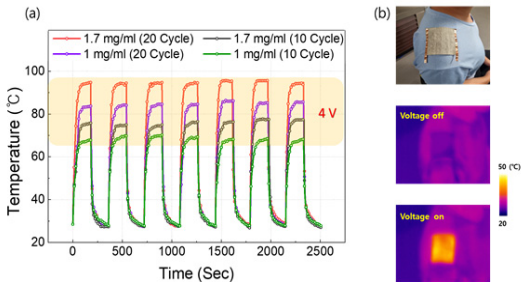 (a)
1.7 mg/ml (20 Cycle) 1.7 mg/ml (10 Cycle)
1 mg/ml (20 Cycle) 1 mg/ml (10 Cycle)
100
80
60
40
20
Temperature (℃)
4 V
0 500 1000 1500 2000 2500
Time (Sec)
(b)
Voltage off
50 (℃)
20
Voltage on